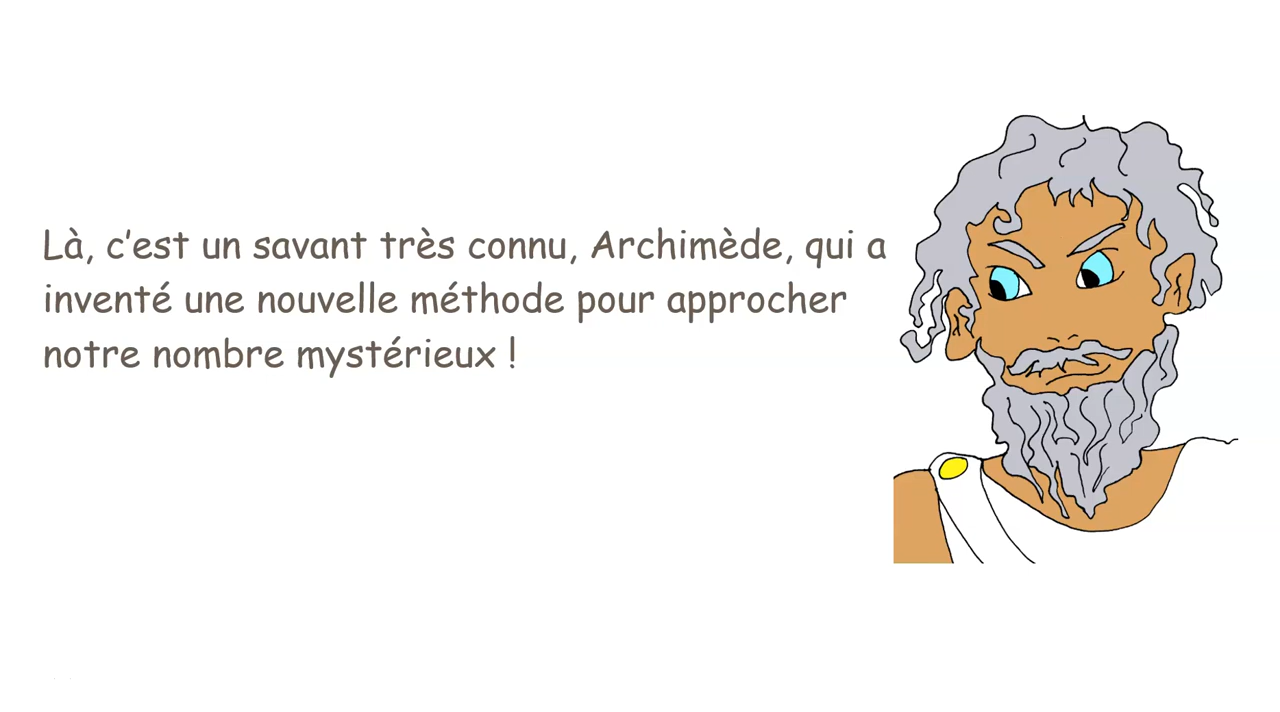 Là, c'est un savant très connu, Archimède, qui a
inventé une nouvelle méthode pour approcher
notre nombre mystérieux !